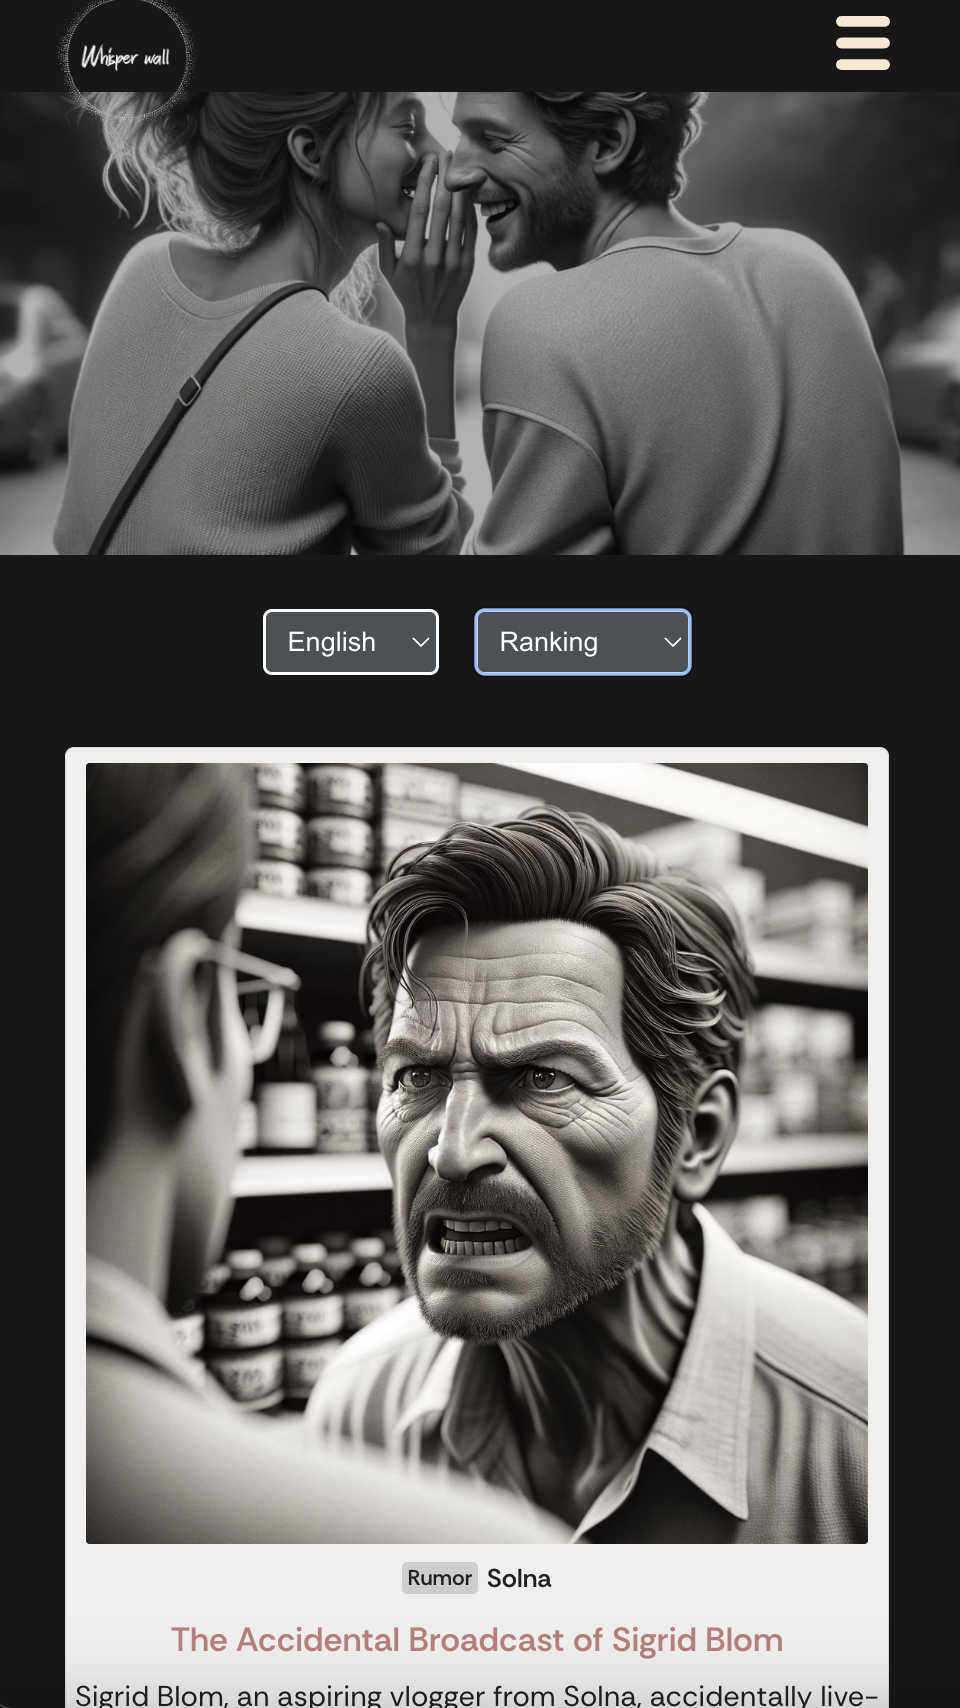 Whisper wall
English
Ranking
Rumor Solna
The Accidental Broadcast of Sigrid Blom
Sigrid Blom, an aspiring vlogger from Solna, accidentally live-